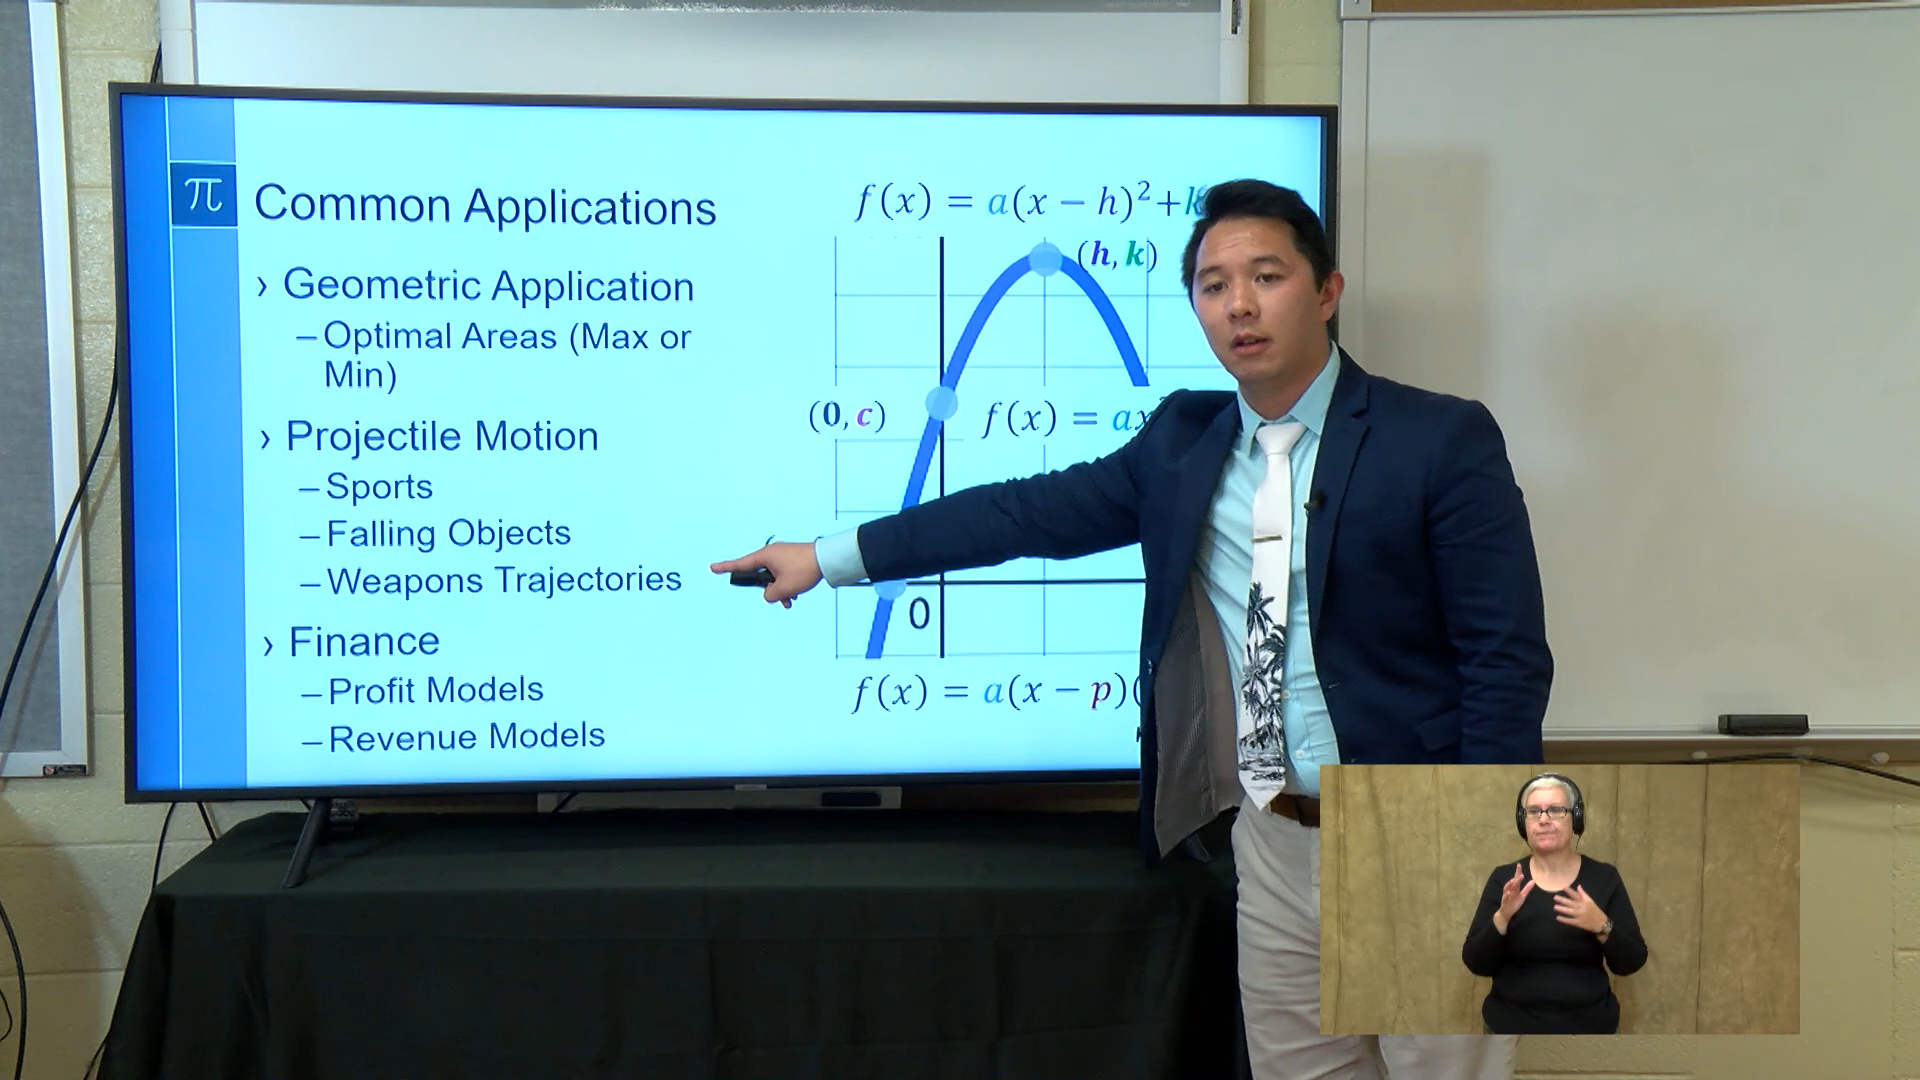 π
Common Applications
› Geometric Application
– Optimal Areas (Max or
Min)
› Projectile Motion
– Sports
– Falling Objects
– Weapons Trajectories
› Finance
– Profit Models
– Revenue Models
f(x) = a(x − h)²+k
(h, k)
(0, c)
f(x) = ax
0
f(x) = a(x − p)(